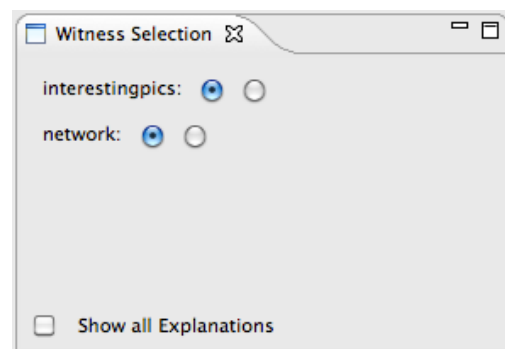 Witness Selection
interestingpics:
network:
Show all Explanations